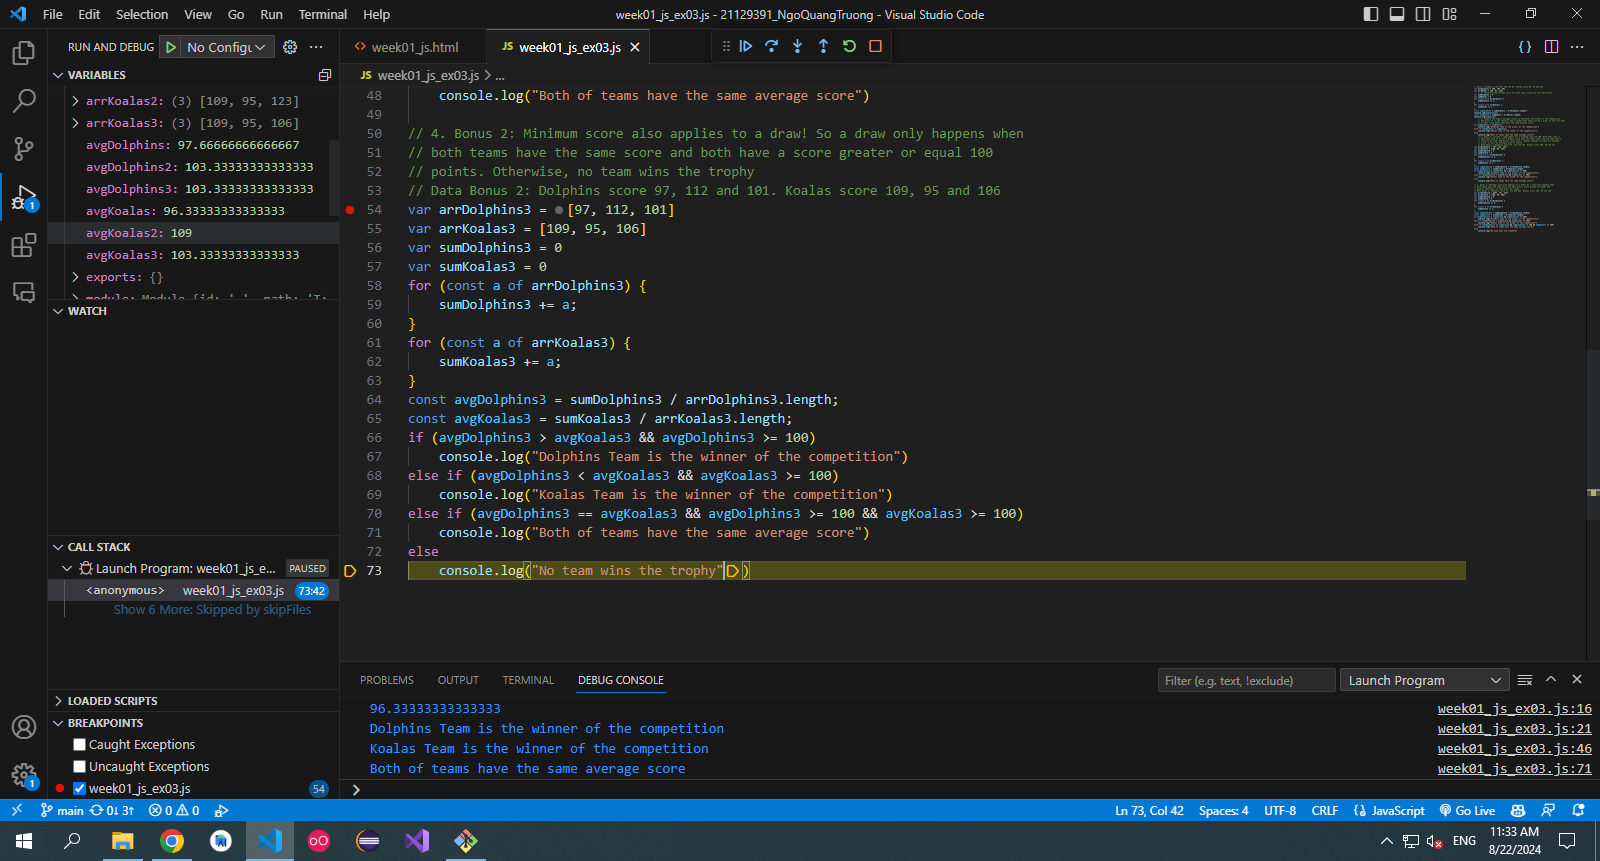 File Edit Selection View Go Run Terminal Help
week01_js_ex03.js - 21129391_NgoQuangTruong - Visual Studio Code
RUN AND DEBUG No Configu
week01_js.html
JS week01_js_ex03.js
VARIABLES
arrKoalas2: (3) [109, 95, 123]
arrKoalas3: (3) [109, 95, 106]
avgDolphins: 97.66666666666667
avgDolphins2: 103.33333333333333
avgDolphins3: 103.33333333333333
avgKoalas: 96.33333333333333
avgKoalas2: 109
avgKoalas3: 103.33333333333333
exports: {}
WATCH
CALL STACK
Launch Program: week01_js_e... PAUSED
<anonymous> week01_js_ex03.js 73:42
Show 6 More: Skipped by skipFiles
LOADED SCRIPTS
BREAKPOINTS
Caught Exceptions
Uncaught Exceptions
week01_js_ex03.js 54
JS week01_js_ex03.js > ...
48 console.log("Both of teams have the same average score")
49
50 // 4. Bonus 2: Minimum score also applies to a draw! So a draw only happens when
51 // both teams have the same score and both have a score greater or equal 100
52 // points. Otherwise, no team wins the trophy
53 // Data Bonus 2: Dolphins score 97, 112 and 101. Koalas score 109, 95 and 106
54 var arrDolphins3 = [97, 112, 101]
55 var arrKoalas3 = [109, 95, 106]
56 var sumDolphins3 = 0
57 var sumKoalas3 = 0
58 for (const a of arrDolphins3) {
59 sumDolphins3 += a;
60 }
61 for (const a of arrKoalas3) {
62 sumKoalas3 += a;
63 }
64 const avgDolphins3 = sumDolphins3 / arrDolphins3.length;
65 const avgKoalas3 = sumKoalas3 / arrKoalas3.length;
66 if (avgDolphins3 > avgKoalas3 && avgDolphins3 >= 100)
67 console.log("Dolphins Team is the winner of the competition")
68 else if (avgDolphins3 < avgKoalas3 && avgKoalas3 >= 100)
69 console.log("Koalas Team is the winner of the competition")
70 else if (avgDolphins3 == avgKoalas3 && avgDolphins3 >= 100 && avgKoalas3 >= 100)
71 console.log("Both of teams have the same average score")
72 else
73 console.log("No team wins the trophy")
PROBLEMS OUTPUT TERMINAL DEBUG CONSOLE
Filter (e.g. text, !exclude) Launch Program
96.33333333333333 week01_js_ex03.js:16
Dolphins Team is the winner of the competition week01_js_ex03.js:21
Koalas Team is the winner of the competition week01_js_ex03.js:46
Both of teams have the same average score week01_js_ex03.js:71
main 0↓ 3↑ 0 0
Ln 73, Col 42 Spaces: 4 UTF-8 CRLF JavaScript Go Live
ENG
11:33 AM
8/22/2024